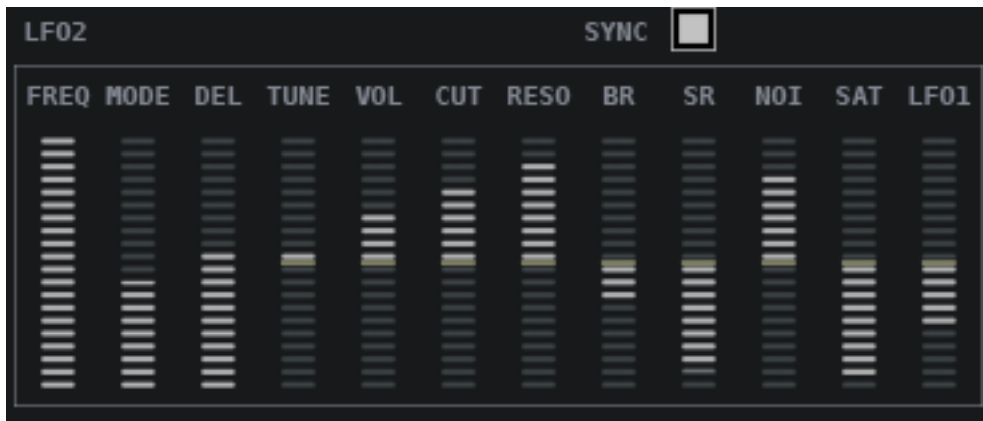 LFO2 SYNC
FREQ MODE DEL TUNE VOL CUT RESO BR SR NOI SAT LFO1